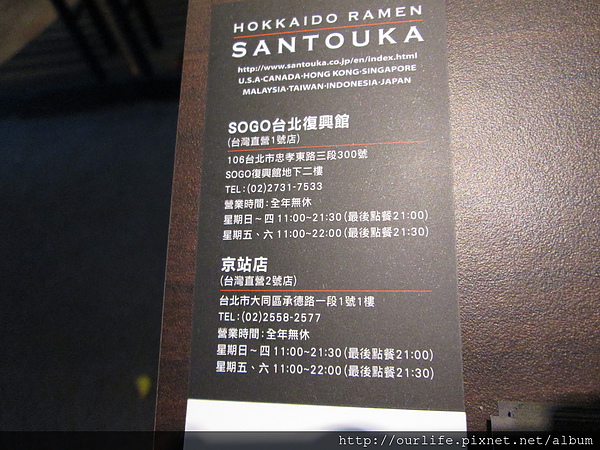 HOKKAIDO RAMEN
SANTOUKA
http://www.santouka.co.jp/en/index.html
U.S.A·CANADA·HONG KONG·SINGAPORE
MALAYSIA·TAIWAN·INDONESIA·JAPAN
SOGO台北復興館
(台灣直營1號店)
106台北市忠孝東路三段300號
SOGO復興館地下二樓
TEL:(02)2731-7533
營業時間:全年無休
星期日~四 11:00~21:30(最後點餐21:00)
星期五、六 11:00~22:00(最後點餐21:30)
京站店
(台灣直營2號店)
台北市大同區承德路一段1號1樓
TEL:(02)2558-2577
營業時間:全年無休
星期日~四 11:00~21:30(最後點餐21:00)
星期五、六 11:00~22:00(最後點餐21:30)
http://ourlife.pixnet.net/album